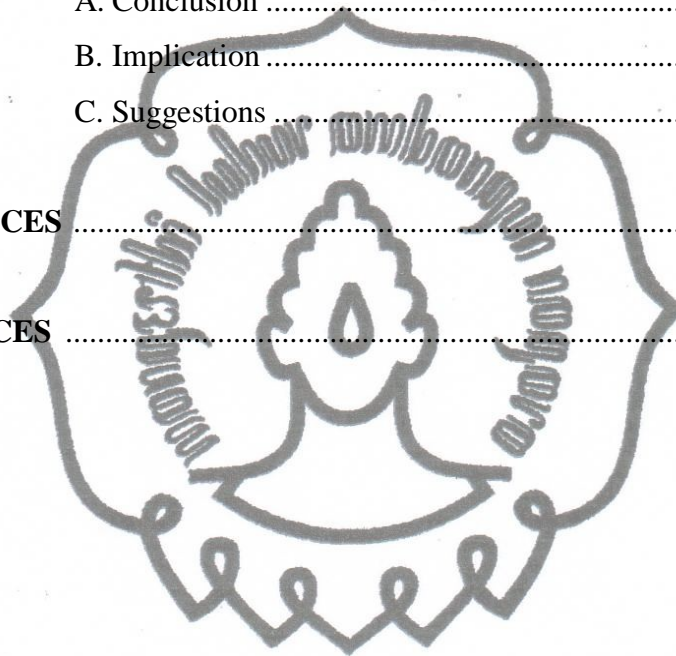 A. Conclusion ........................................................
B. Implication ........................................................
C. Suggestions .......................................................
CES ...............................................................................
CES ................................................................................